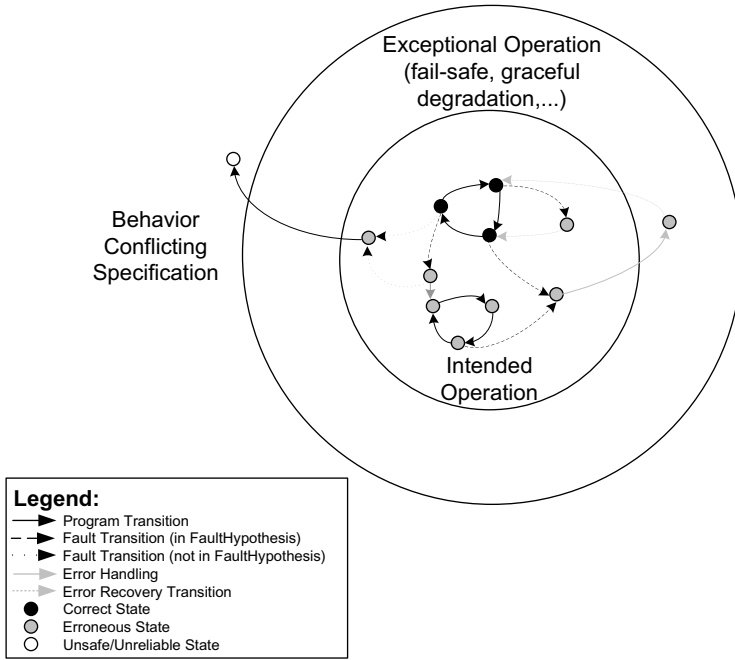 Exceptional Operation
(fail-safe, graceful
degradation,...)
Behavior
Conflicting
Specification
Intended
Operation
Legend:
Program Transition
Fault Transition (in FaultHypothesis)
Fault Transition (not in FaultHypothesis)
Error Handling
Error Recovery Transition
Correct State
Erroneous State
Unsafe/Unreliable State